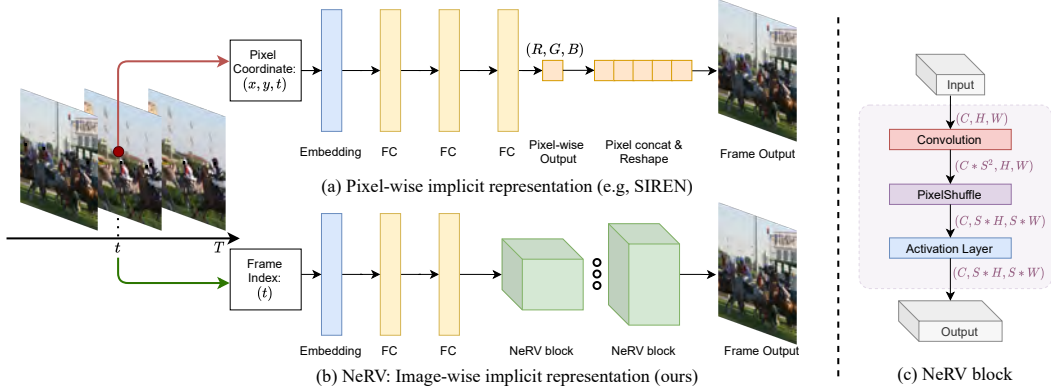 Pixel
Coordinate:
(x, y, t)
Embedding
FC
FC
FC
(R, G, B)
Pixel-wise
Output
Pixel concat &
Reshape
Frame Output
(a) Pixel-wise implicit representation (e.g, SIREN)
t
T
Frame
Index:
(t)
Embedding
FC
FC
NeRV block
NeRV block
Frame Output
(b) NeRV: Image-wise implicit representation (ours)
Input
(C, H, W)
Convolution
(C * S², H, W)
PixelShuffle
(C, S * H, S * W)
Activation Layer
(C, S * H, S * W)
Output
(c) NeRV block